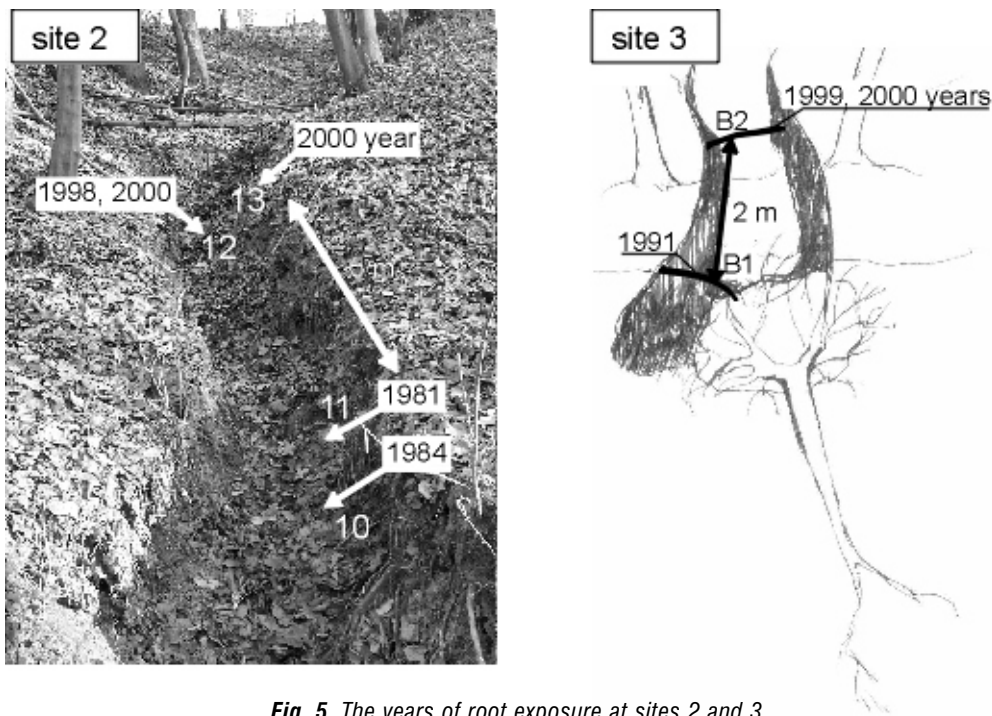 site 2
2000 year
1998, 2000
13
12
m
1981
11
1984
10
site 3
1999, 2000 years
B2
2 m
1991
B1
Fig. 5. The years of root exposure at sites 2 and 3